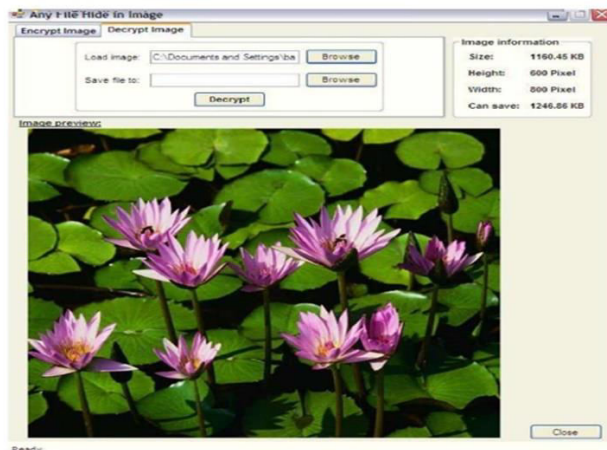 Any File Hide in Image
Encrypt Image Decrypt Image
Load image: C:\Documents and Settings\ba Browse
Save file to: Browse
Decrypt
Image information
Size: 1160.45 KB
Height: 600 Pixel
Width: 800 Pixel
Can save: 1246.86 KB
Image preview:
Close
Ready